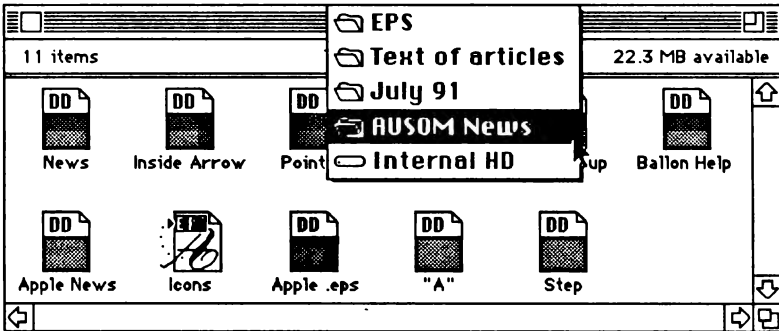 EPS
Text of articles
July 91
AUSOM News
Internal HD
11 items
22.3 MB available
DD DD DD DD
News Inside Arrow Point up Ballon Help
DD DD DD DD
Apple News Icons Apple .eps "A" Step